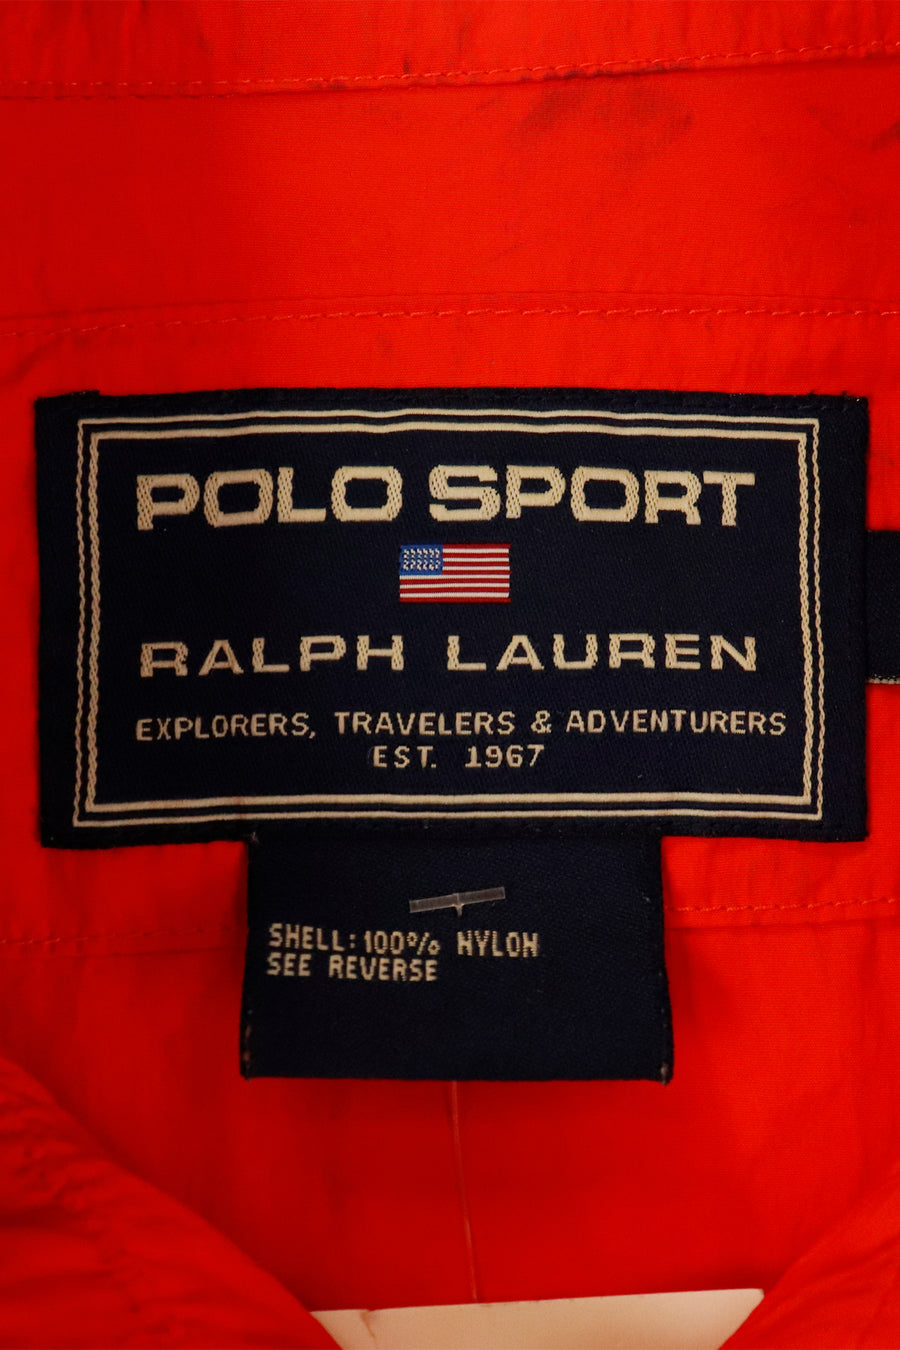 POLO SPORT
RALPH LAUREN
EXPLORERS, TRAVELERS & ADVENTURERS
EST. 1967
SHELL: 100% NYLON
SEE REVERSE